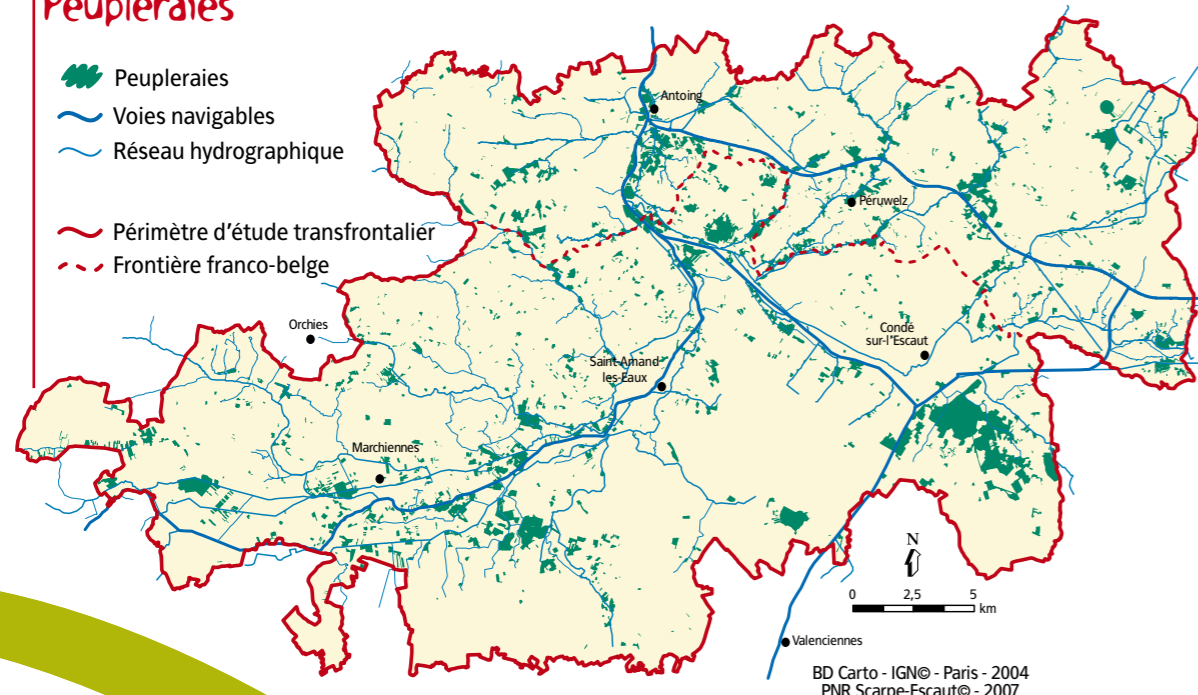 Peupleraies
Peupleraies
Voies navigables
Réseau hydrographique
Périmètre d'étude transfrontalier
Frontière franco-belge
Antoing
Péruwelz
Orchies
Condé
sur-l'Escaut
Saint-Amand
les-Eaux
Marchiennes
N
0 2,5 5
km
Valenciennes
BD Carto - IGN© - Paris - 2004
PNR Scarpe-Escaut© - 2007